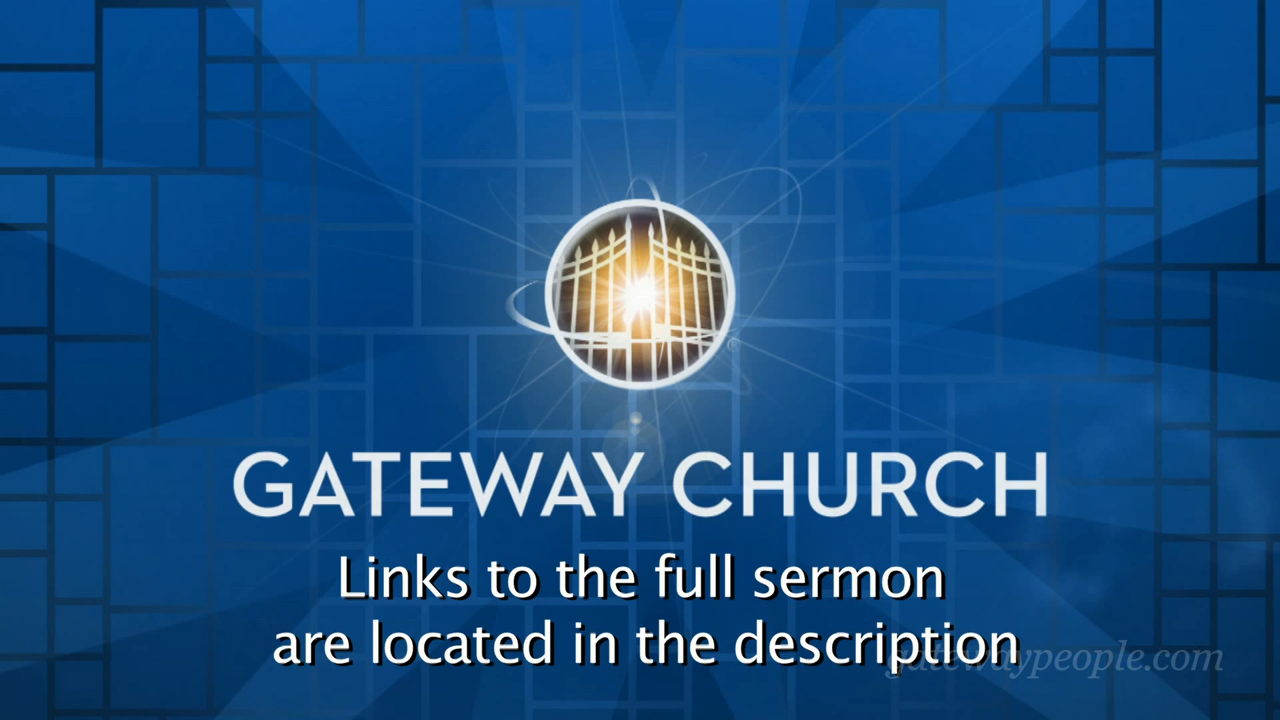 GATEWAY CHURCH
Links to the full sermon
are located in the description
gatewaypeople.com